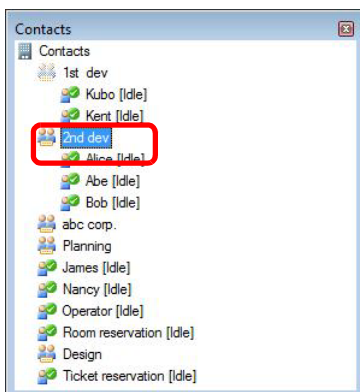 Contacts
Contacts
1st dev
Kubo [Idle]
Kent [Idle]
2nd dev
Alice [Idle]
Abe [Idle]
Bob [Idle]
abc corp.
Planning
James [Idle]
Nancy [Idle]
Operator [Idle]
Room reservation [Idle]
Design
Ticket reservation [Idle]